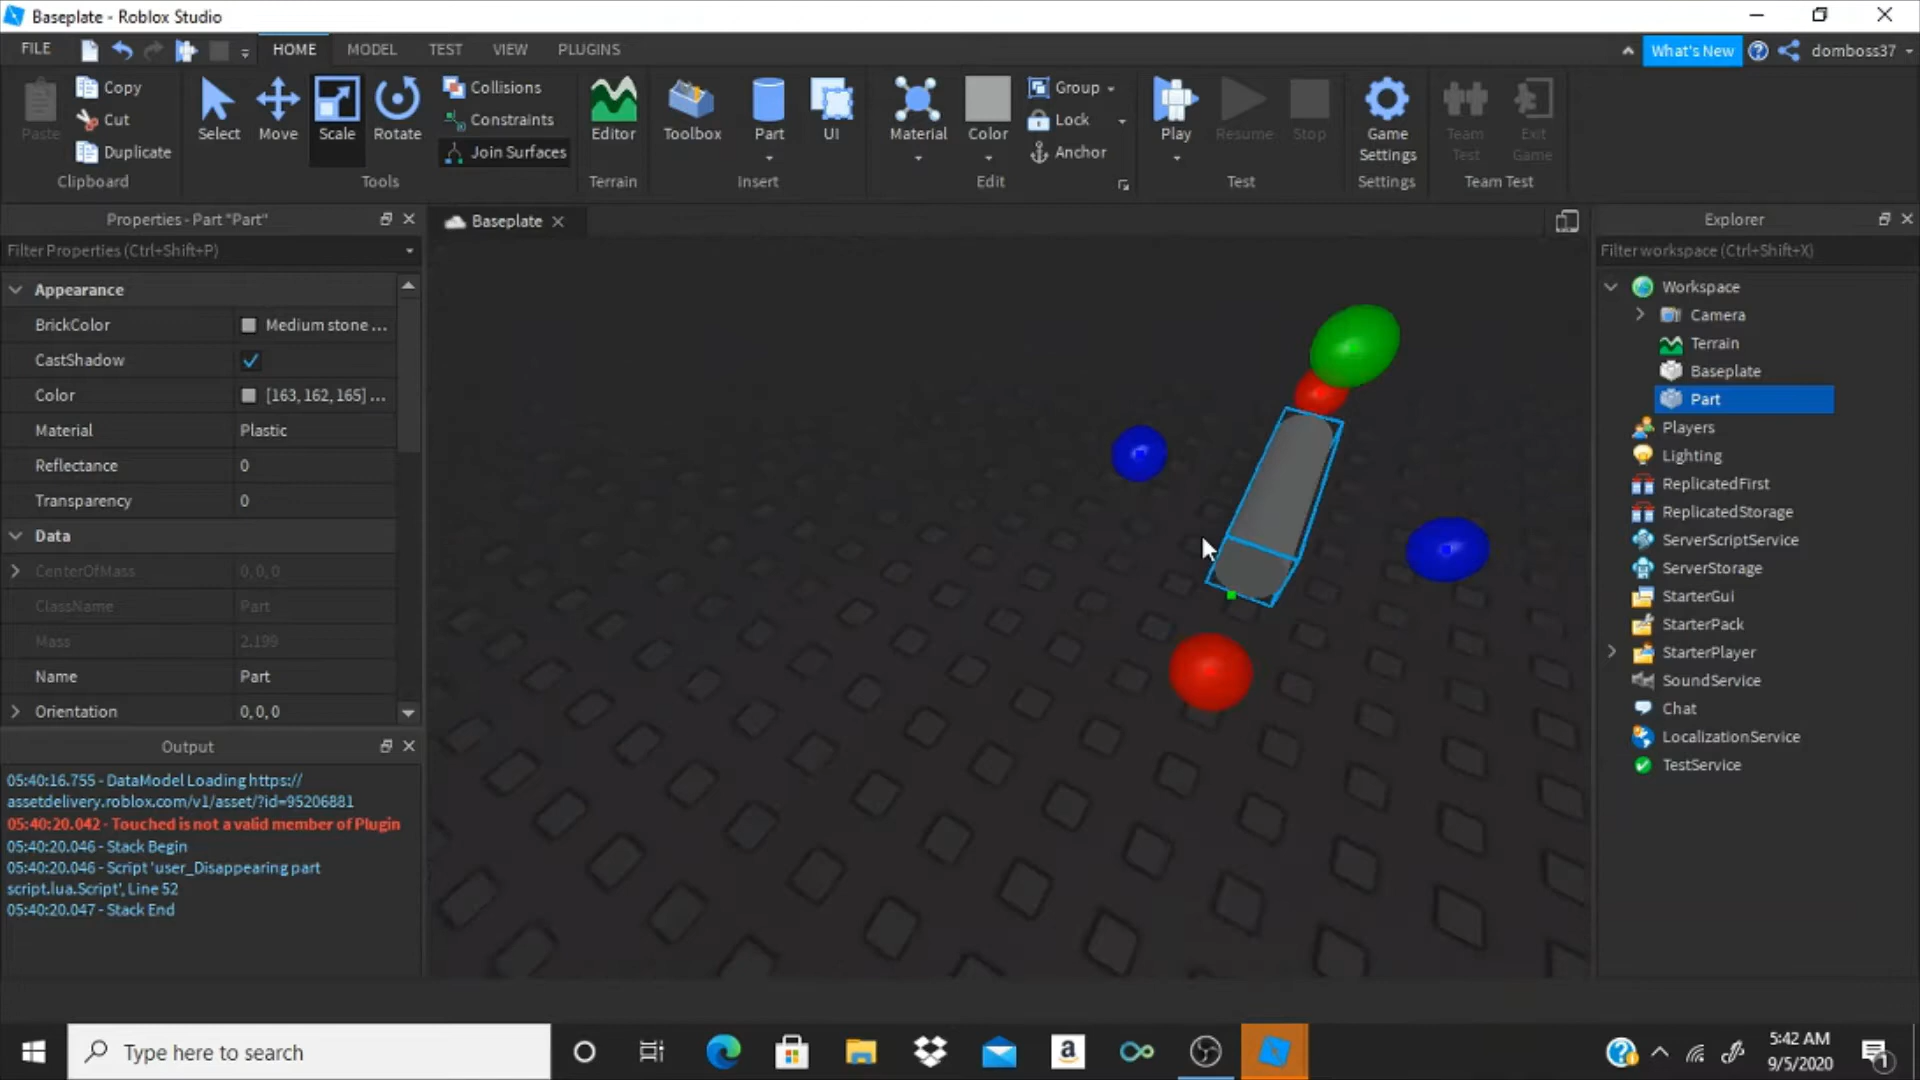 Baseplate - Roblox Studio
FILE HOME MODEL TEST VIEW PLUGINS What's New domboss37
Paste
Copy
Cut
Duplicate
Clipboard
Select Move Scale Rotate
Collisions
Constraints
Join Surfaces
Tools
Editor
Terrain
Toolbox Part UI
Insert
Material Color
Group
Lock
Anchor
Edit
Play Resume Stop
Test
Game Settings
Settings
Team Test
Exit Game
Team Test
Properties - Part "Part"
Filter Properties (Ctrl+Shift+P)
Appearance
BrickColor Medium stone ...
CastShadow
Color [163, 162, 165] ...
Material Plastic
Reflectance 0
Transparency 0
Data
CenterOfMass 0, 0, 0
ClassName Part
Mass 2.199
Name Part
Orientation 0, 0, 0
Output
05:40:16.755 - DataModel Loading https://
assetdelivery.roblox.com/v1/asset/?id=95206881
05:40:20.042 - Touched is not a valid member of Plugin
05:40:20.046 - Stack Begin
05:40:20.046 - Script 'user_Disappearing part
script.lua.Script', Line 52
05:40:20.047 - Stack End
Baseplate
Explorer
Filter workspace (Ctrl+Shift+X)
Workspace
Camera
Terrain
Baseplate
Part
Players
Lighting
ReplicatedFirst
ReplicatedStorage
ServerScriptService
ServerStorage
StarterGui
StarterPack
StarterPlayer
SoundService
Chat
LocalizationService
TestService
Type here to search
a
5:42 AM
9/5/2020
1